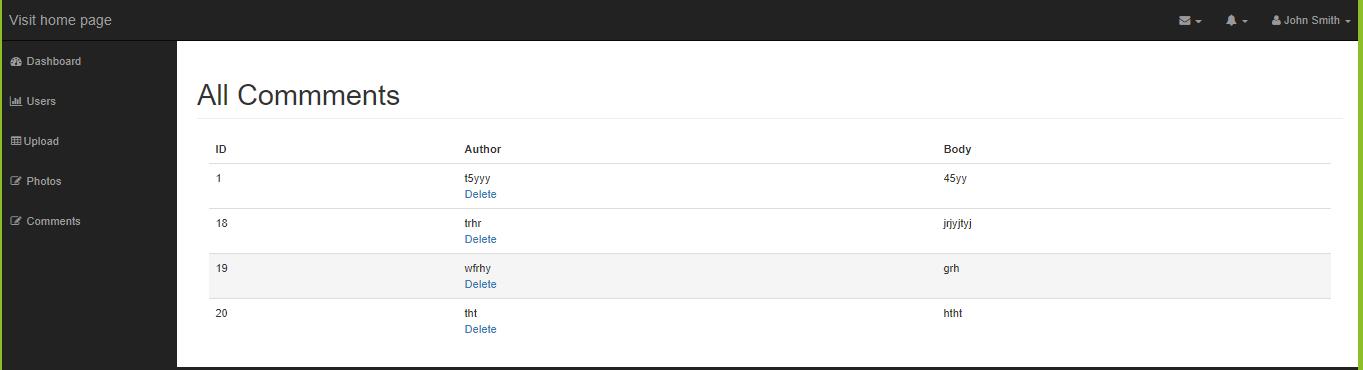 Visit home page
John Smith
Dashboard
Users
Upload
Photos
Comments
All Commments
ID Author Body
1 t5yyy 45yy
Delete
18 trhr jrjyjtyj
Delete
19 wfrhy grh
Delete
20 tht htht
Delete